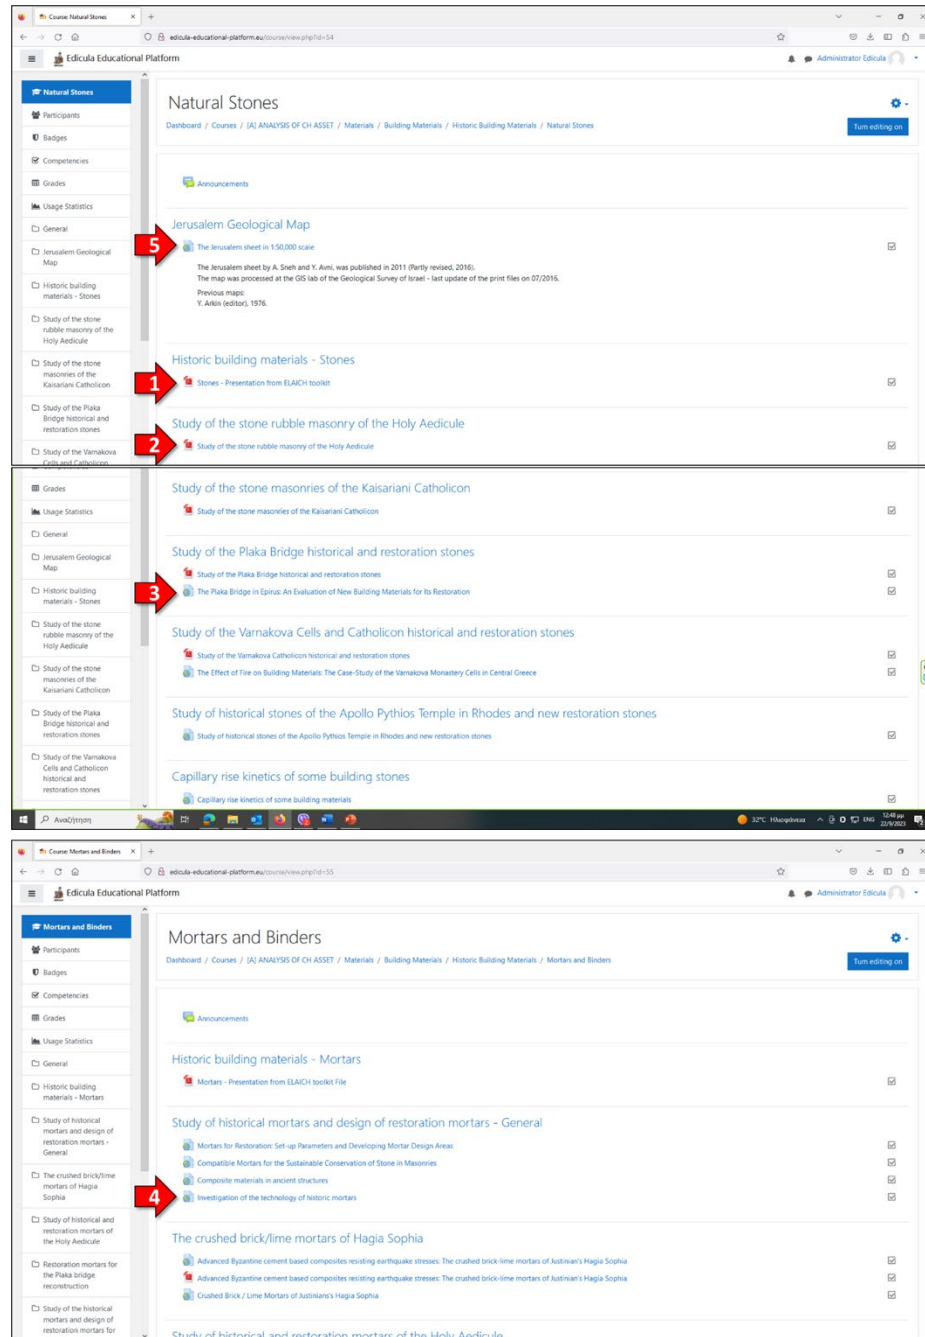 Course: Natural Stones
edicula-educational-platform.eu/course/view.php?id=54
Edicula Educational Platform
Administrator Edicula
Natural Stones
Participants
Badges
Competencies
Grades
Usage Statistics
General
Jerusalem Geological
Map
Historic building
materials - Stones
Study of the stone
rubble masonry of the
Holy Aedicule
Study of the stone
masonries of the
Kaisariani Catholicon
Study of the Plaka
Bridge historical and
restoration stones
Study of the Varnakova
Cells and Catholicon
Natural Stones
Dashboard / Courses / [A] ANALYSIS OF CH ASSET / Materials / Building Materials / Historic Building Materials / Natural Stones
Turn editing on
Announcements
Jerusalem Geological Map
5
The Jerusalem sheet in 1:50,000 scale
The Jerusalem sheet by A. Sneh and Y. Avni, was published in 2011 (Partly revised, 2016).
The map was processed at the GIS lab of the Geological Survey of Israel - last update of the print files on 07/2016.
Previous maps:
Y. Arkin (editor), 1976.
Historic building materials - Stones
1
Stones - Presentation from ELAICH toolkit
Study of the stone rubble masonry of the Holy Aedicule
2
Study of the stone rubble masonry of the Holy Aedicule
Grades
Usage Statistics
General
Jerusalem Geological
Map
Historic building
materials - Stones
Study of the stone
rubble masonry of the
Holy Aedicule
Study of the stone
masonries of the
Kaisariani Catholicon
Study of the Plaka
Bridge historical and
restoration stones
Study of the Varnakova
Cells and Catholicon
historical and
restoration stones
Study of the stone masonries of the Kaisariani Catholicon
Study of the stone masonries of the Kaisariani Catholicon
Study of the Plaka Bridge historical and restoration stones
Study of the Plaka Bridge historical and restoration stones
3
The Plaka Bridge in Epirus: An Evaluation of New Building Materials for Its Restoration
Study of the Varnakova Cells and Catholicon historical and restoration stones
Study of the Varnakova Catholicon historical and restoration stones
The Effect of Fire on Building Materials: The Case-Study of the Varnakova Monastery Cells in Central Greece
Study of historical stones of the Apollo Pythios Temple in Rhodes and new restoration stones
Study of historical stones of the Apollo Pythios Temple in Rhodes and new restoration stones
Capillary rise kinetics of some building stones
Capillary rise kinetics of some building materials
Αναζήτηση
32°C Ηλιοφάνεια
ENG
12:48 μμ
22/9/2023
Course: Mortars and Binders
edicula-educational-platform.eu/course/view.php?id=55
Edicula Educational Platform
Administrator Edicula
Mortars and Binders
Participants
Badges
Competencies
Grades
Usage Statistics
General
Historic building
materials - Mortars
Study of historical
mortars and design of
restoration mortars -
General
The crushed brick/lime
mortars of Hagia
Sophia
Study of historical and
restoration mortars of
the Holy Aedicule
Restoration mortars for
the Plaka bridge
reconstruction
Study of the historical
mortars and design of
restoration mortars for
Mortars and Binders
Dashboard / Courses / [A] ANALYSIS OF CH ASSET / Materials / Building Materials / Historic Building Materials / Mortars and Binders
Turn editing on
Announcements
Historic building materials - Mortars
Mortars - Presentation from ELAICH toolkit File
Study of historical mortars and design of restoration mortars - General
Mortars for Restoration: Set-up Parameters and Developing Mortar Design Areas
Compatible Mortars for the Sustainable Conservation of Stone in Masonries
Composite materials in ancient structures
4
Investigation of the technology of historic mortars
The crushed brick/lime mortars of Hagia Sophia
Advanced Byzantine cement based composites resisting earthquake stresses: The crushed brick-lime mortars of Justinian's Hagia Sophia
Advanced Byzantine cement based composites resisting earthquake stresses: The crushed brick-lime mortars of Justinian's Hagia Sophia
Crushed Brick / Lime Mortars of Justinians's Hagia Sophia
Study of historical and restoration mortars of the Holy Aedicule